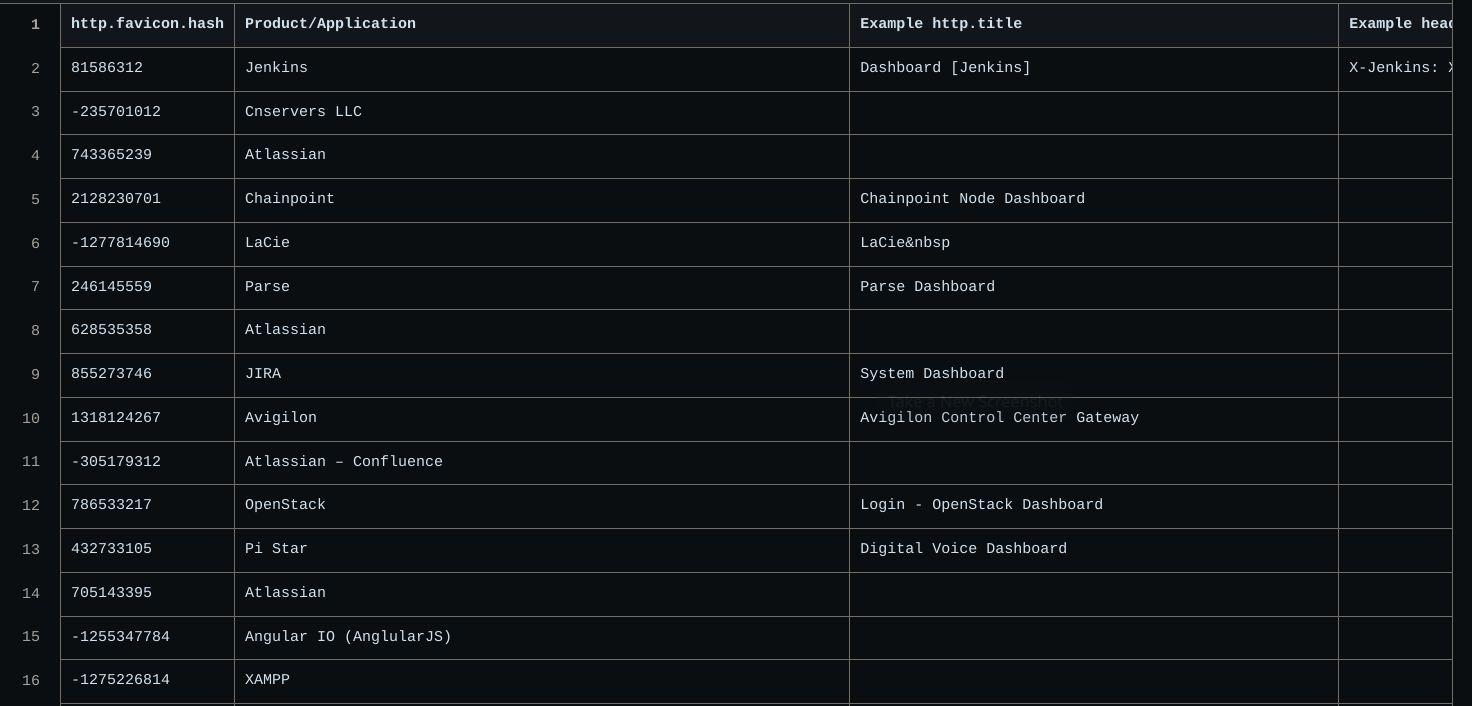 1 http.favicon.hash Product/Application Example http.title Example head
2 81586312 Jenkins Dashboard [Jenkins] X-Jenkins: X
3 -235701012 Cnservers LLC
4 743365239 Atlassian
5 2128230701 Chainpoint Chainpoint Node Dashboard
6 -1277814690 LaCie LaCie&nbsp
7 246145559 Parse Parse Dashboard
8 628535358 Atlassian
9 855273746 JIRA System Dashboard
Take a New Screenshot
10 1318124267 Avigilon Avigilon Control Center Gateway
11 -305179312 Atlassian – Confluence
12 786533217 OpenStack Login - OpenStack Dashboard
13 432733105 Pi Star Digital Voice Dashboard
14 705143395 Atlassian
15 -1255347784 Angular IO (AnglularJS)
16 -1275226814 XAMPP